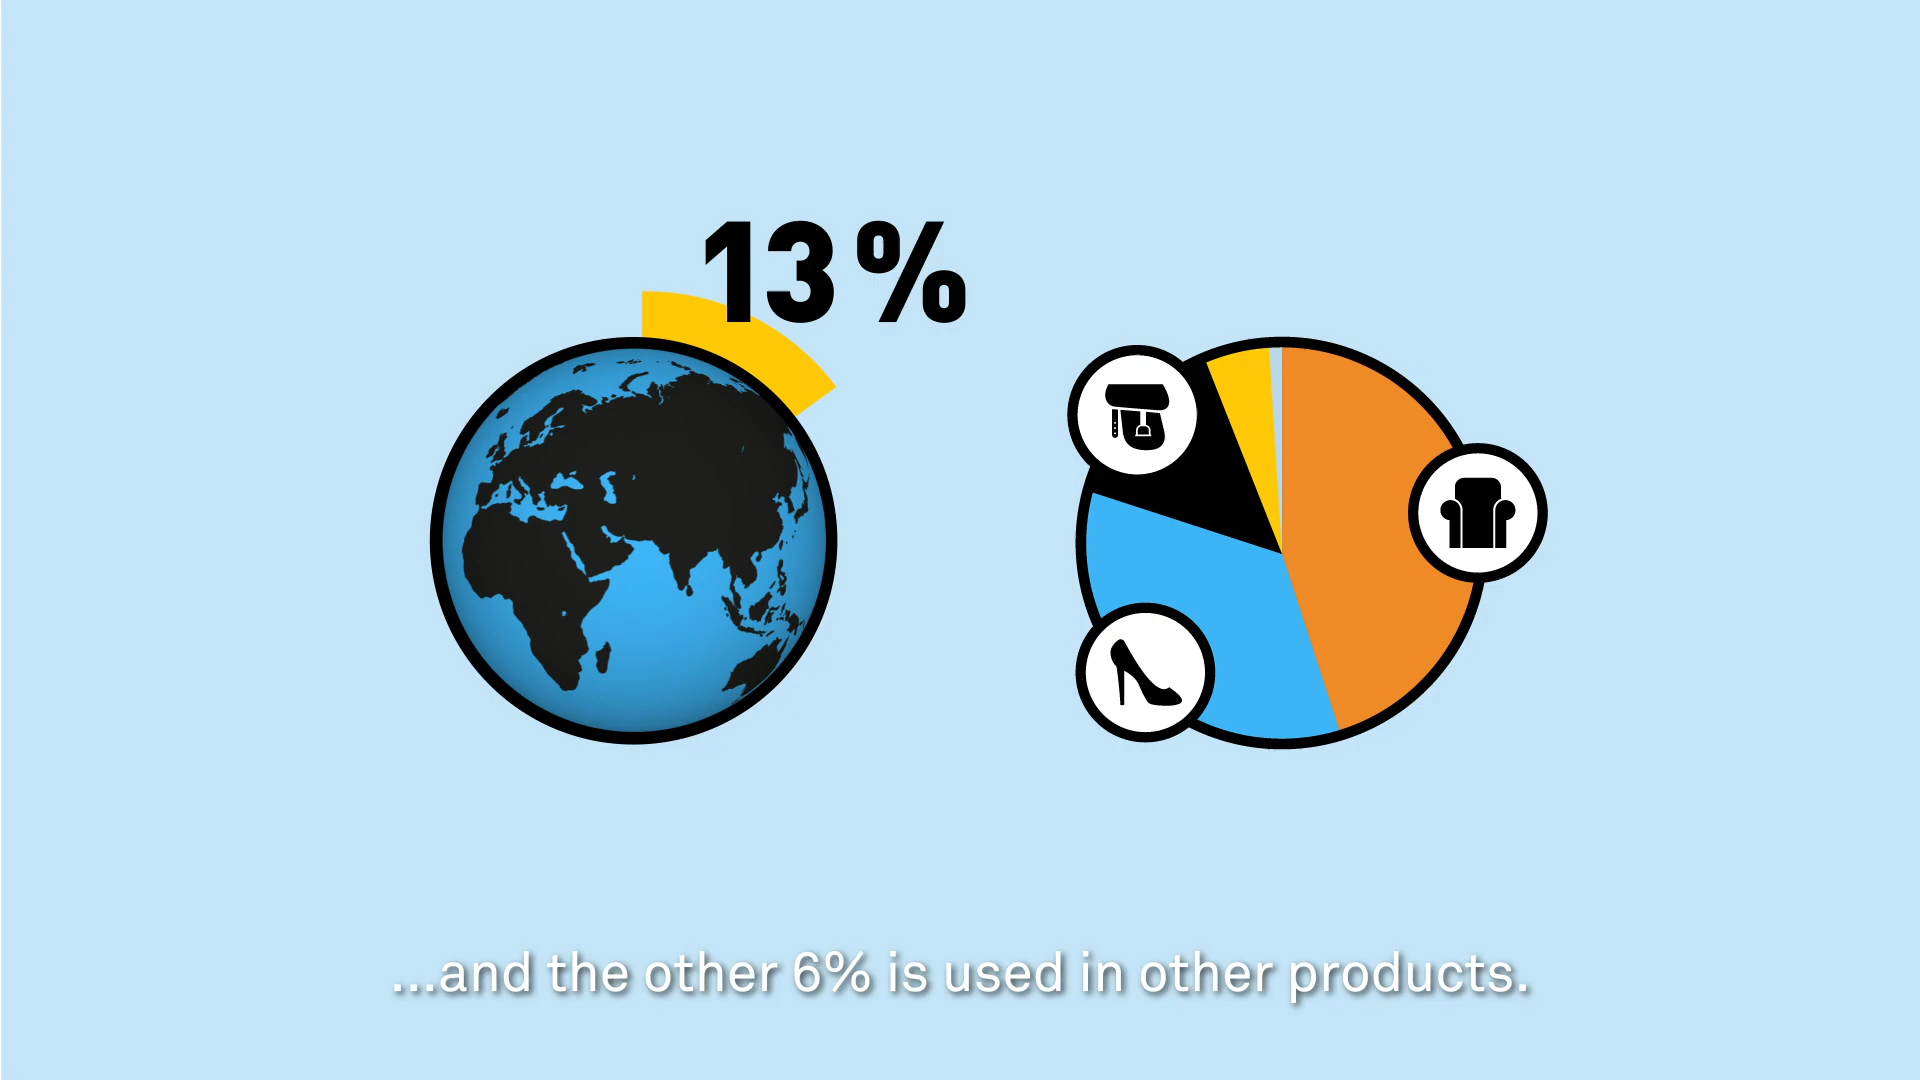 13%
...and the other 6% is used in other products.